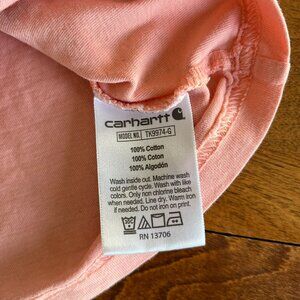 carhartt
MODEL NO. TK9974-G
100% Cotton
100% Coton
100% Algodón
Wash inside out. Machine wash
cold gentle cycle. Wash with like
colors. Only non chlorine bleach
when needed. Line dry. Warm iron
if needed. Do not iron on print.
RN 13706